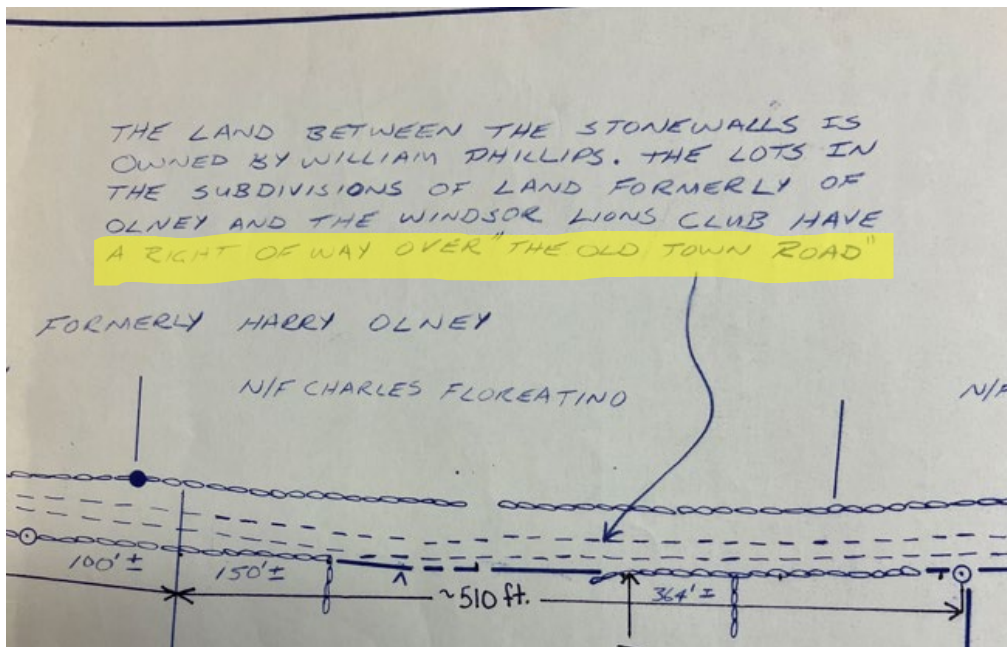 THE LAND BETWEEN THE STONEWALLS IS
OWNED BY WILLIAM PHILLIPS. THE LOTS IN
THE SUBDIVISIONS OF LAND FORMERLY OF
OLNEY AND THE WINDSOR LIONS CLUB HAVE
A RIGHT OF WAY OVER "THE OLD TOWN ROAD"
FORMERLY HARRY OLNEY
N/F CHARLES FLOREATINO
N/F
100'±
150'±
~510 ft.
364'±